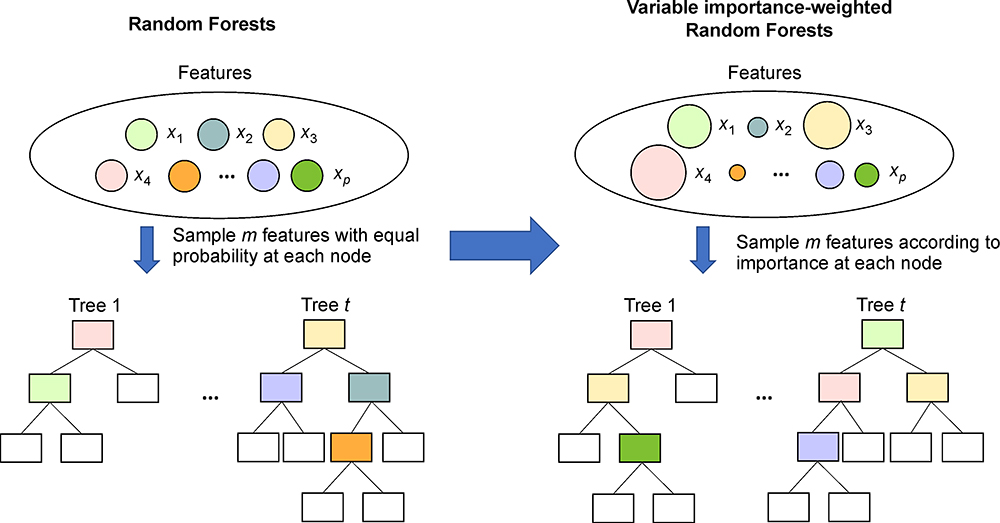 Random Forests
Features
x1 x2 x3
x4 ... xp
Sample m features with equal
probability at each node
Tree 1
Tree t
...
Variable importance-weighted
Random Forests
Features
x1 x2 x3
x4 ... xp
Sample m features according to
importance at each node
Tree 1
Tree t
...